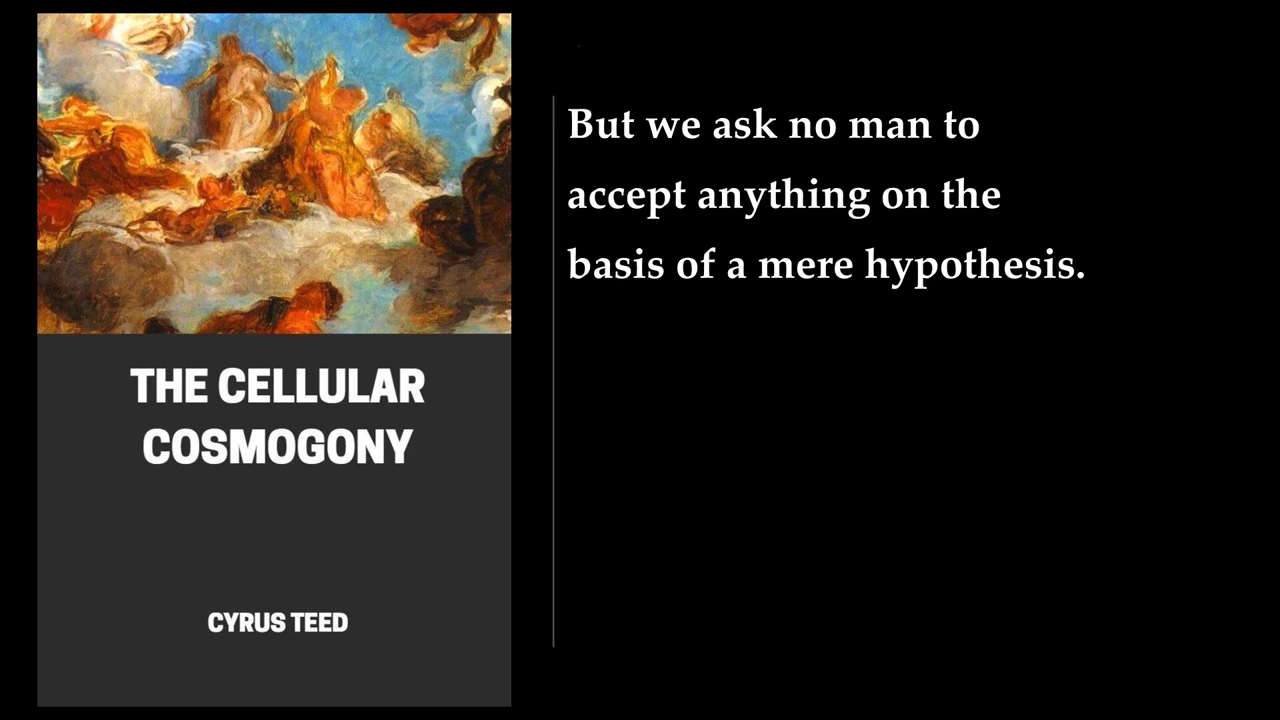 THE CELLULAR
COSMOGONY
CYRUS TEED
But we ask no man to
accept anything on the
basis of a mere hypothesis.